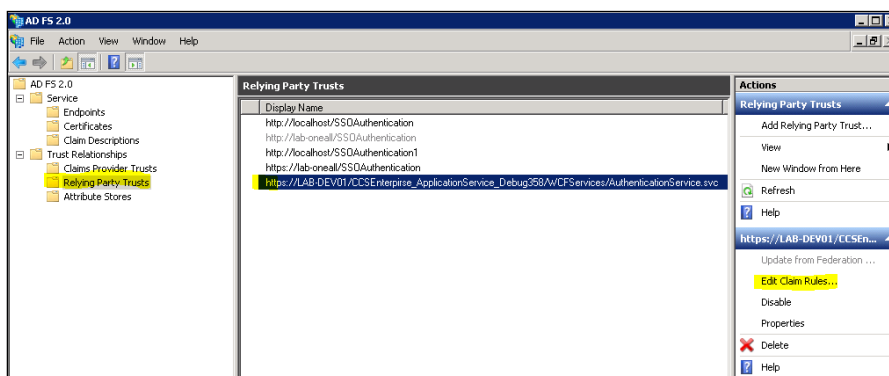 AD FS 2.0
File Action View Window Help
AD FS 2.0
Service
Endpoints
Certificates
Claim Descriptions
Trust Relationships
Claims Provider Trusts
Relying Party Trusts
Attribute Stores
Relying Party Trusts
Display Name
http://localhost/SSOAuthentication
http://lab-oneall/SSOAuthentication
http://localhost/SSOAuthentication1
https://lab-oneall/SSOAuthentication
https://LAB-DEV01/CCSEnterpirse_ApplicationService_Debug358/WCFServices/AuthenticationService.svc
Actions
Relying Party Trusts
Add Relying Party Trust...
View
New Window from Here
Refresh
Help
https://LAB-DEV01/CCSEn...
Update from Federation ...
Edit Claim Rules...
Disable
Properties
Delete
Help